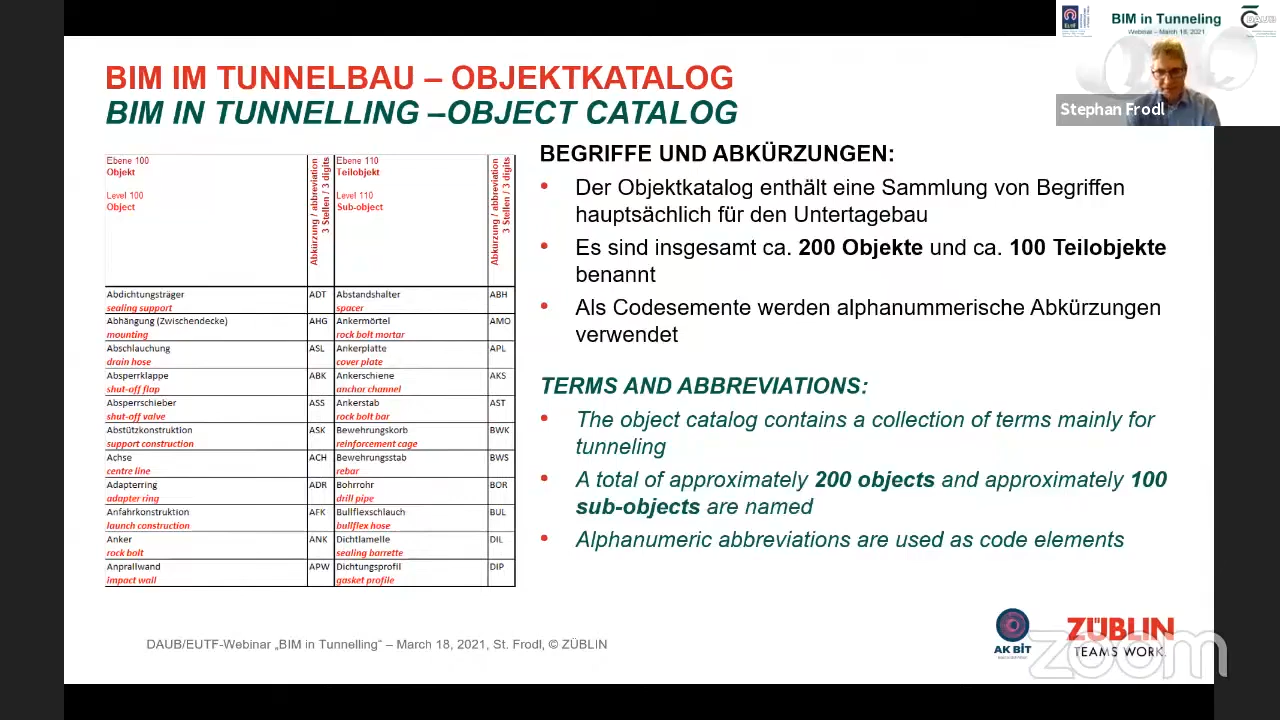 BIM in Tunneling
Webinar – March 18, 2021
EUTF
DAUB
Stephan Frodl
BIM IM TUNNELBAU – OBJEKTKATALOG
BIM IN TUNNELLING –OBJECT CATALOG
Ebene 100
Objekt
Level 100
Object
Abkürzung / abbreviation
3 Stellen / 3 digits
Ebene 110
Teilobjekt
Level 110
Sub-object
Abkürzung / abbreviation
3 Stellen / 3 digits
Abdichtungsträger ADT Abstandshalter ABH
sealing support spacer
Abhängung (Zwischendecke) AHG Ankermörtel AMO
mounting rock bolt mortar
Abschlauchung ASL Ankerplatte APL
drain hose cover plate
Absperrklappe ABK Ankerschiene AKS
shut-off flap anchor channel
Absperrschieber ASS Ankerstab AST
shut-off valve rock bolt bar
Abstützkonstruktion ASK Bewehrungskorb BWK
support construction reinforcement cage
Achse ACH Bewehrungsstab BWS
centre line rebar
Adapterring ADR Bohrrohr BOR
adapter ring drill pipe
Anfahrkonstruktion AFK Bullflexschlauch BUL
launch construction bullflex hose
Anker ANK Dichtlamelle DIL
rock bolt sealing barrette
Anprallwand APW Dichtungsprofil DIP
impact wall gasket profile
BEGRIFFE UND ABKÜRZUNGEN:
• Der Objektkatalog enthält eine Sammlung von Begriffen
hauptsächlich für den Untertagebau
• Es sind insgesamt ca. 200 Objekte und ca. 100 Teilobjekte
benannt
• Als Codesemente werden alphanummerische Abkürzungen
verwendet
TERMS AND ABBREVIATIONS:
• The object catalog contains a collection of terms mainly for
tunneling
• A total of approximately 200 objects and approximately 100
sub-objects are named
• Alphanumeric abbreviations are used as code elements
DAUB/EUTF-Webinar „BIM in Tunnelling“ – March 18, 2021, St. Frodl, © ZÜBLIN
AK BIT
ZÜBLIN
TEAMS WORK.
zoom